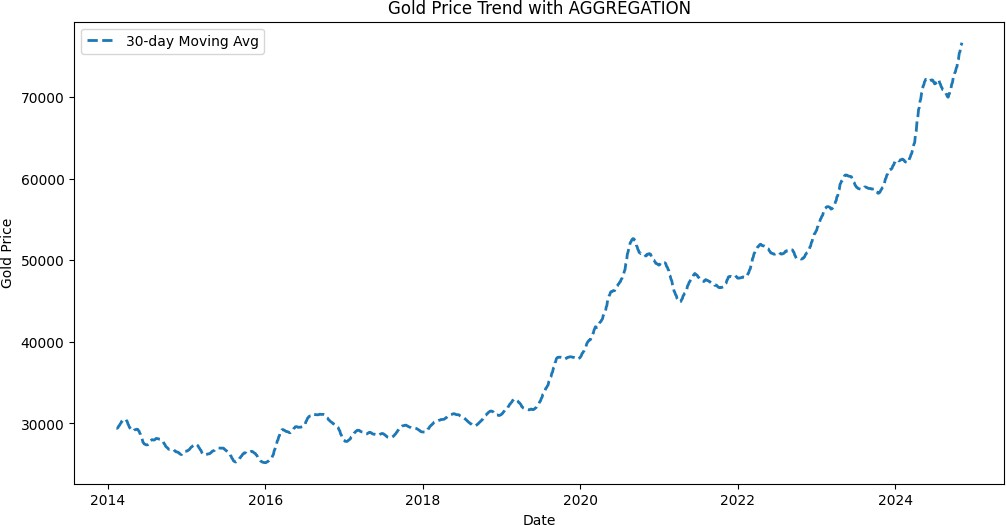 Gold Price Trend with AGGREGATION
30-day Moving Avg
Gold Price
70000
60000
50000
40000
30000
2014 2016 2018 2020 2022 2024
Date